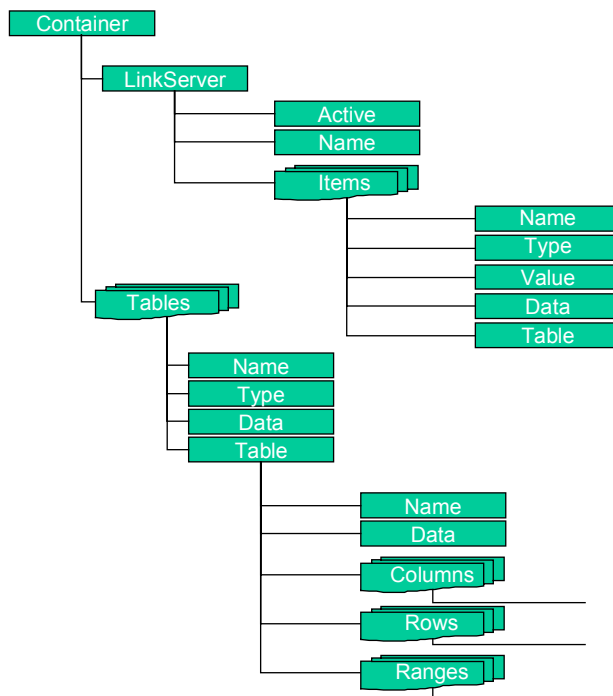 Container
LinkServer
Active
Name
Items
Name
Type
Value
Data
Table
Tables
Name
Type
Data
Table
Name
Data
Columns
Rows
Ranges